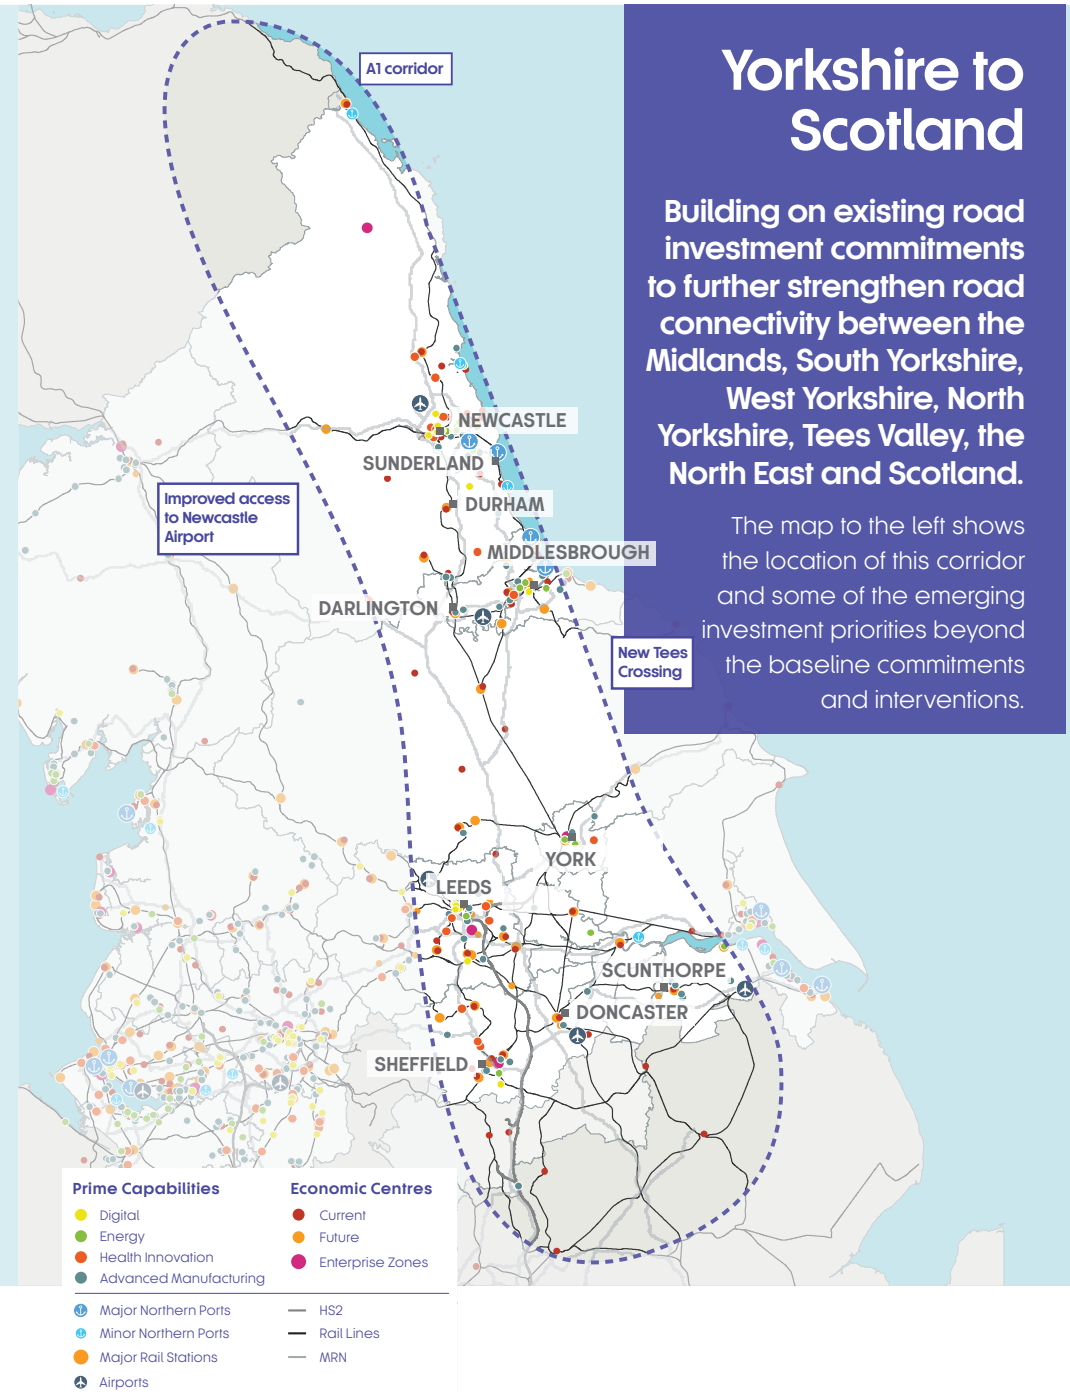 Yorkshire to
Scotland
Building on existing road
investment commitments
to further strengthen road
connectivity between the
Midlands, South Yorkshire,
West Yorkshire, North
Yorkshire, Tees Valley, the
North East and Scotland.
The map to the left shows
the location of this corridor
and some of the emerging
investment priorities beyond
the baseline commitments
and interventions.
A1 corridor
NEWCASTLE
SUNDERLAND
Improved access
to Newcastle
Airport
DURHAM
MIDDLESBROUGH
DARLINGTON
New Tees
Crossing
YORK
LEEDS
SCUNTHORPE
DONCASTER
SHEFFIELD
Prime Capabilities
Digital
Energy
Health Innovation
Advanced Manufacturing
Economic Centres
Current
Future
Enterprise Zones
Major Northern Ports
Minor Northern Ports
Major Rail Stations
Airports
HS2
Rail Lines
MRN